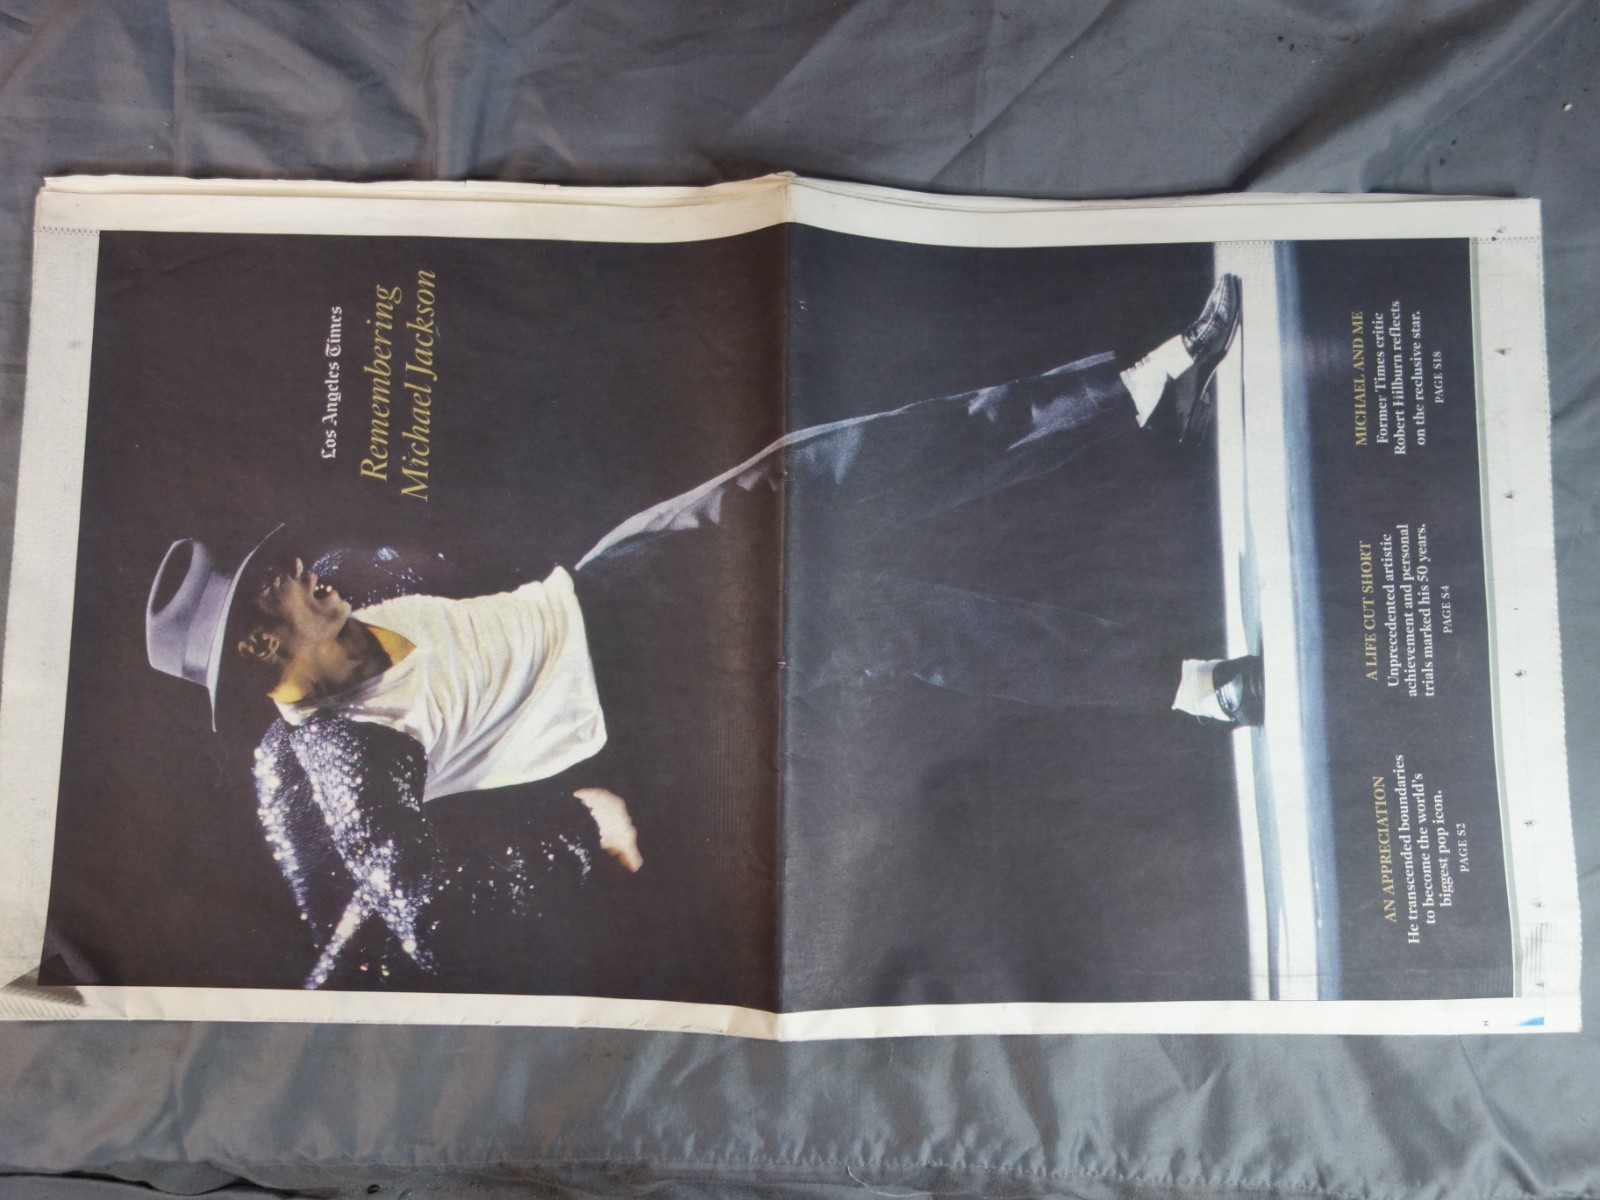 Los Angeles Times
Remembering
Michael Jackson
AN APPRECIATION
He transcended boundaries
to become the world's
biggest pop icon.
PAGE S2
A LIFE CUT SHORT
Unprecedented artistic
achievement and personal
trials marked his 50 years.
PAGE S4
MICHAEL AND ME
Former Times critic
Robert Hilburn reflects
on the reclusive star.
PAGE S18